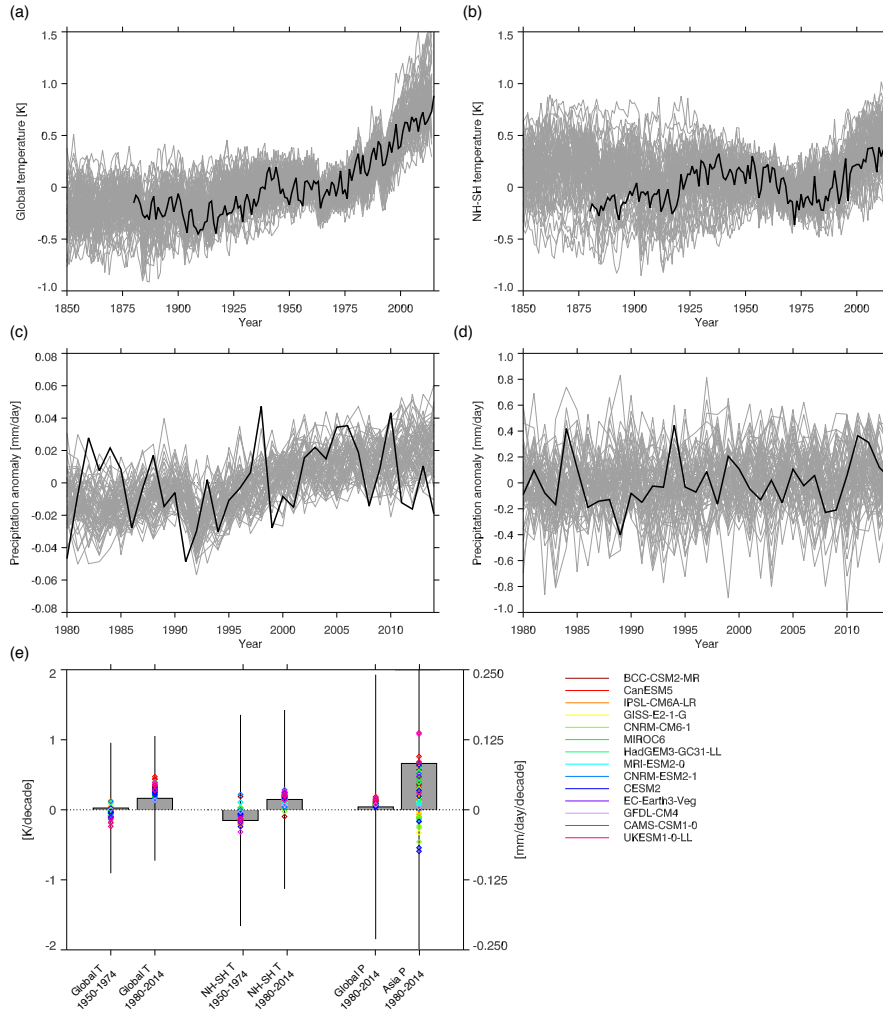 (a)
(b)
1.5
1.0
0.5
0
-0.5
-1.0
Global temperature [K]
1850
1875
1900
1925
1950
1975
2000
Year
1.5
1.0
0.5
0
-0.5
-1.0
NH-SH temperature [K]
1850
1875
1900
1925
1950
1975
2000
Year
(c)
(d)
0.08
0.08
0.04
0.02
0
-0.02
-0.04
-0.06
-0.08
Precipitation anomaly [mm/day]
1980
1985
1990
1995
2000
2005
2010
Year
1.0
0.8
0.6
0.4
0.2
0
-0.2
-0.4
-0.6
-0.8
-1.0
Precipitation anomaly [mm/day]
1980
1985
1990
1995
2000
2005
2010
Year
(e)
2
1
0
-1
-2
[K/decade]
0.250
0.125
0
-0.125
-0.250
[mm/day/decade]
Global T
1950-1974
Global T
1980-2014
NH-SH T
1950-1974
NH-SH T
1980-2014
Global P
1980-2014
Asia P
1980-2014
BCC-CSM2-MR
CanESM5
IPSL-CM6A-LR
GISS-E2-1-G
CNRM-CM6-1
MIROC6
HadGEM3-GC31-LL
MRI-ESM2-0
CNRM-ESM2-1
CESM2
EC-Earth3-Veg
GFDL-CM4
CAMS-CSM1-0
UKESM1-0-LL